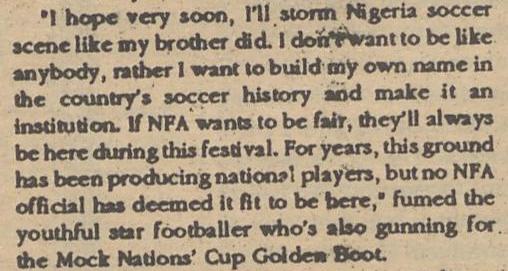 "I hope very soon, I'll storm Nigeria soccer
scene like my brother did. I don't want to be like
anybody, rather I want to build my own name in
the country's soccer history and make it an
institution. If NFA wants to be fair, they'll always
be here during this festival. For years, this ground
has been producing national players, but no NFA
official has deemed it fit to be here," fumed the
youthful star footballer who's also gunning for
the Mock Nations' Cup Golden Boot.